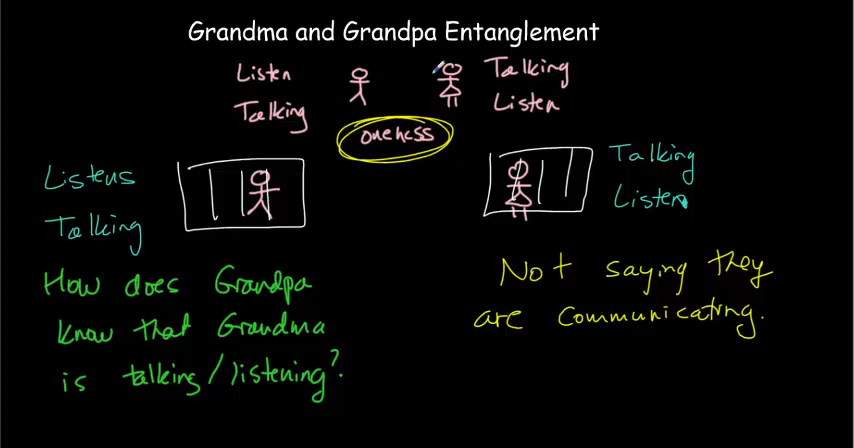 Grandma and Grandpa Entanglement
Listen
Talking
Talking
Listen
oneness
Listens
Talking
Talking
Listen
How does Grandpa
know that Grandma
is talking/listening?
Not saying they
are communicating.